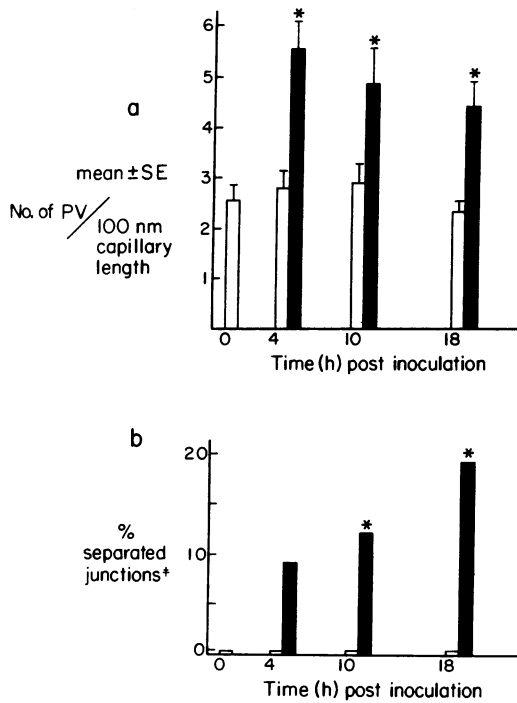 6
*
*
5
*
a
4
mean ± SE
3
No. of PV / 100 nm capillary length
2
1
0 4 10 18
Time (h) post inoculation
b
20
*
*
%
separated
junctions‡
10
0
0 4 10 18
Time (h) post inoculation